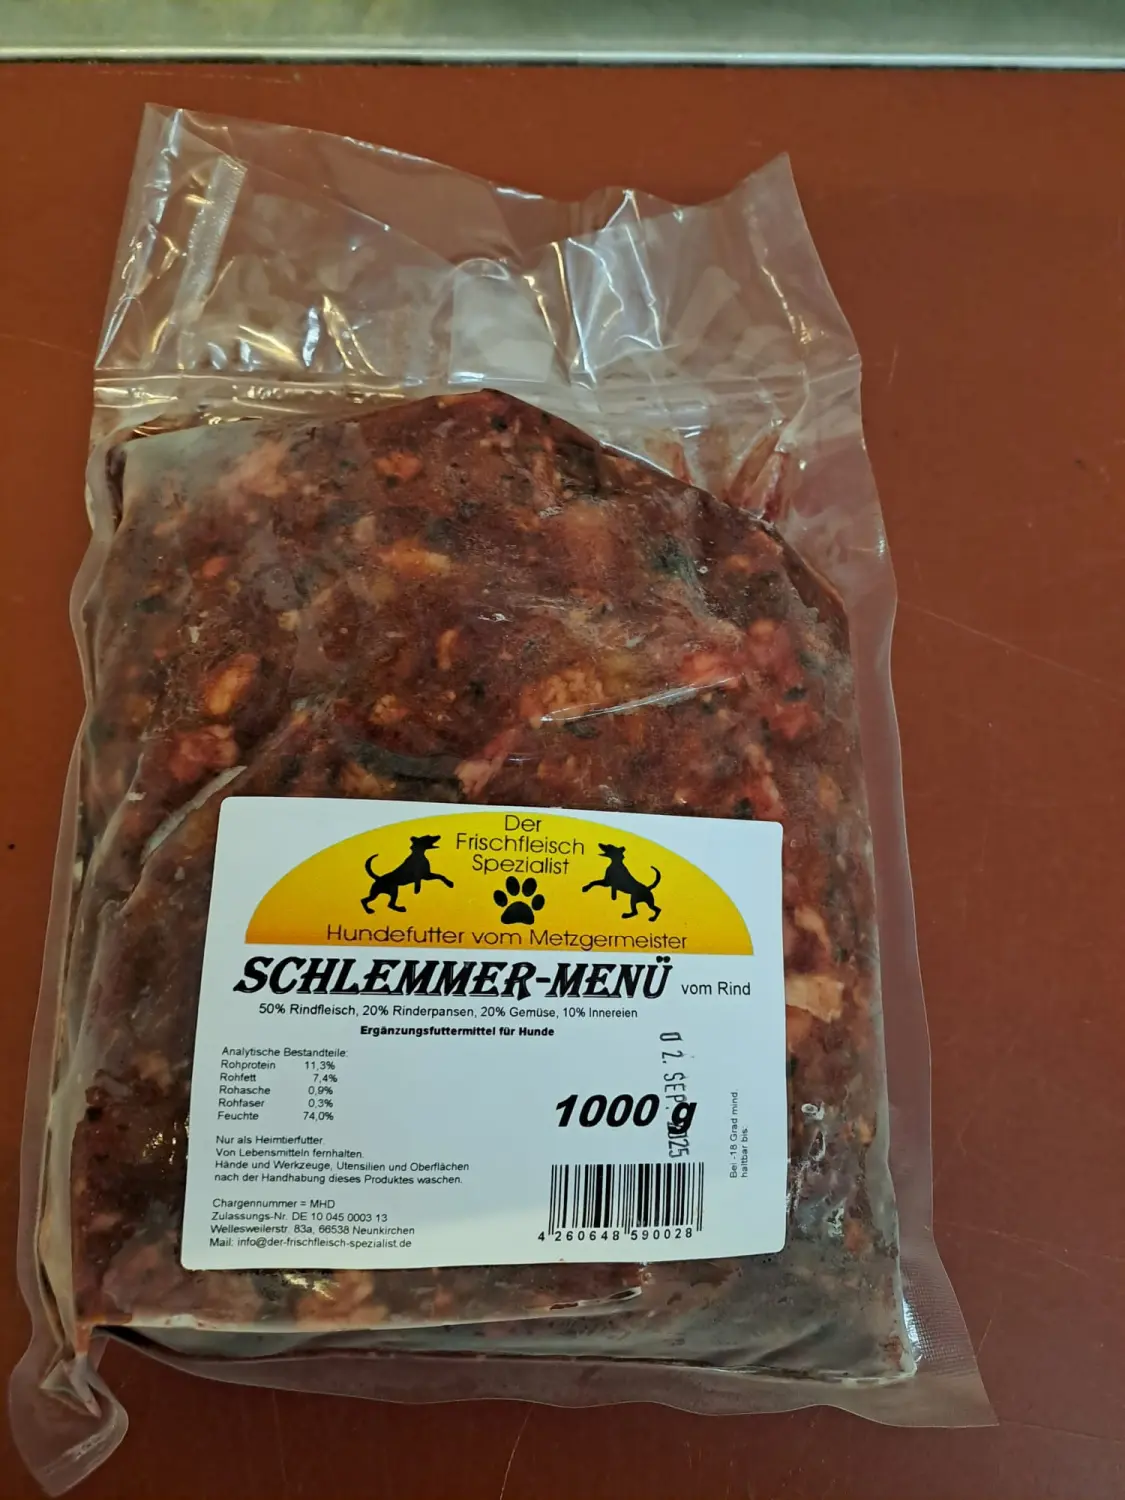 Der
Frischfleisch
Spezialist
Hundefutter vom Metzgermeister
SCHLEMMER-MENÜ vom Rind
50% Rindfleisch, 20% Rinderpansen, 20% Gemüse, 10% Innereien
Ergänzungsfuttermittel für Hunde
Analytische Bestandteile:
Rohprotein 11,3%
Rohfett 7,4%
Rohasche 0,9%
Rohfaser 0,3%
Feuchte 74,0%
1000 g
02. SEP. 2025
Bei -18 Grad mind.
haltbar bis:
Nur als Heimtierfutter.
Von Lebensmitteln fernhalten.
Hände und Werkzeuge, Utensilien und Oberflächen
nach der Handhabung dieses Produktes waschen.
Chargennummer = MHD
Zulassungs-Nr. DE 10 045 0003 13
Wellesweilerstr. 83a, 66538 Neunkirchen
Mail: info@der-frischfleisch-spezialist.de
4 260648 590028